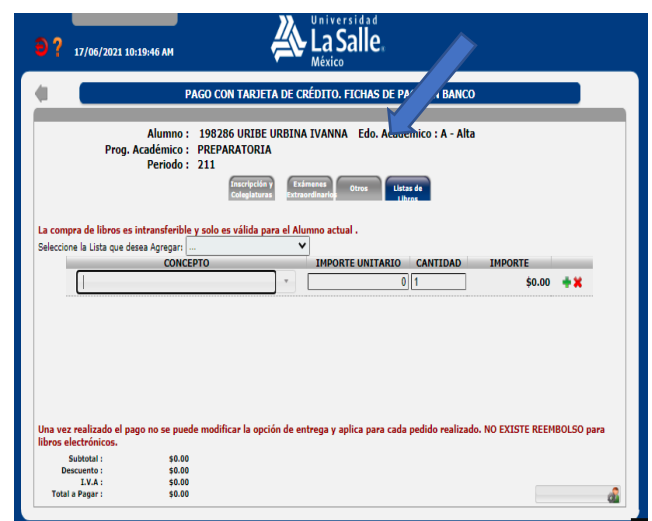 Universidad
La Salle®
México
? 17/06/2021 10:19:46 AM
PAGO CON TARJETA DE CRÉDITO. FICHAS DE BANCO
Alumno : 198286 URIBE URBINA IVANNA Edo. Académico : A - Alta
Prog. Académico : PREPARATORIA
Periodo : 211
Inscripción y Colegiaturas
Exámenes Extraordinarios
Otros
Listas de Libros
La compra de libros es intransferible y solo es válida para el Alumno actual .
Seleccione la Lista que desea Agregar: ...
CONCEPTO IMPORTE UNITARIO CANTIDAD IMPORTE
0 1 $0.00
Una vez realizado el pago no se puede modificar la opción de entrega y aplica para cada pedido realizado. NO EXISTE REEMBOLSO para
libros electrónicos.
Subtotal : $0.00
Descuento : $0.00
I.V.A : $0.00
Total a Pagar : $0.00